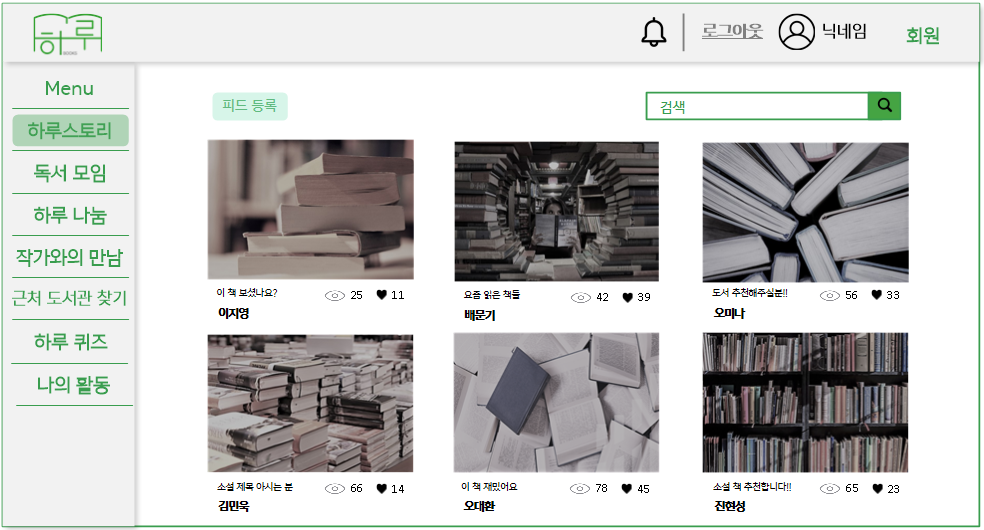 하루
로그아웃
닉네임
회원
Menu
하루스토리
독서 모임
하루 나눔
작가와의 만남
근처 도서관 찾기
하루 퀴즈
나의 활동
피드 등록
검색
이 책 보셨나요? 25 11
이지영
요즘 읽은 책들 42 39
배문기
도서 추천해주실분!! 56 33
오미나
소설 제목 아시는 분 66 14
김민욱
이 책 재밌어요 78 45
오대환
소설 책 추천합니다!! 65 23
진현성